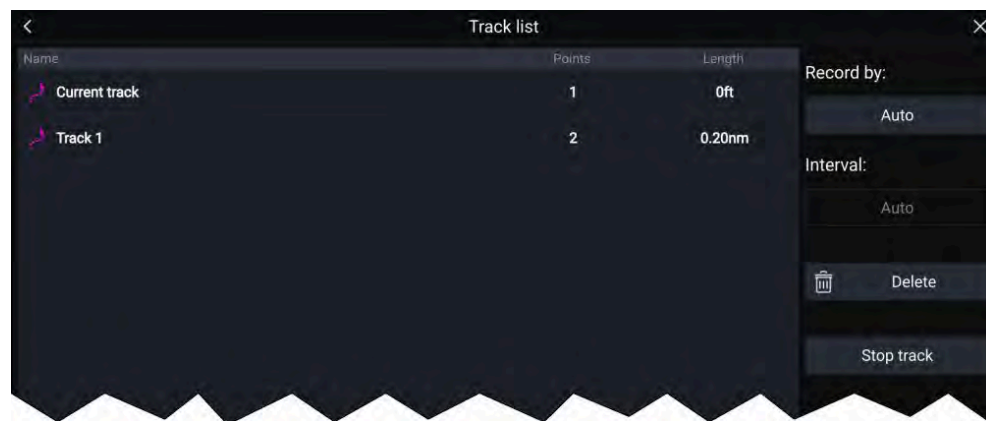 Track list
Name Points Length
Current track 1 0ft
Track 1 2 0.20nm
Record by:
Auto
Interval:
Auto
Delete
Stop track